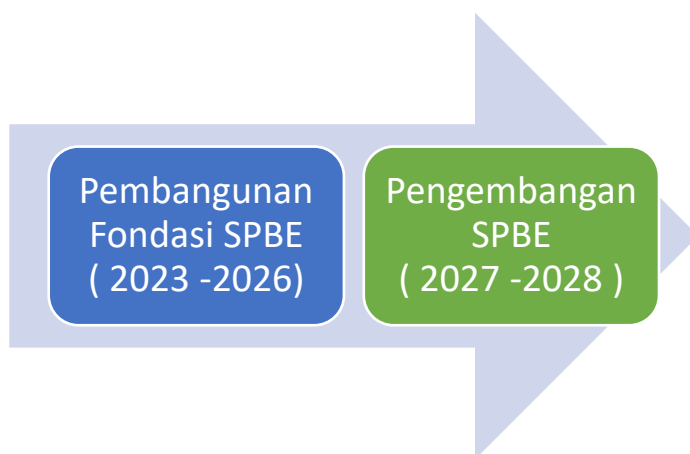 Pembangunan
Fondasi SPBE
( 2023 -2026)
Pengembangan
SPBE
( 2027 -2028 )